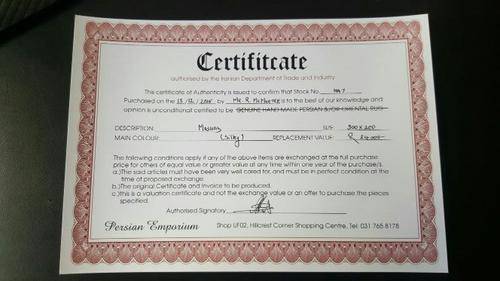 Certifitcate
authorised by the Iranian Department of Trade and Industry
This certificate of Authenticity is issued to confirm that Stock No.
Purchased on the by Mr. R. is to the best of our knowledge and
opinion is unconditional certified to be GENUINE HAND MADE PERSIAN &/OR ORIENTAL RUG
DESCRIPTION: SIZE: 300x200
MAIN COLOUR: REPLACEMENT VALUE: R
The following conditions apply if any of the above items are exchanged at the full purchase
price for others of equal value or greater value at any time within one year of the purchase/s.
a.)The said articles must have been very well cared for, and must be in perfect condition at the
time of proposed exchange.
b.)The original Certificate and Invoice to be produced.
c.)this is a valuation certificate and not the exchange value or an offer to purchase the pieces
specified.
Authorised Signatory
Persian Emporium Shop UF02, Hillcrest Corner Shopping Centre, Tel: 031 765 8178